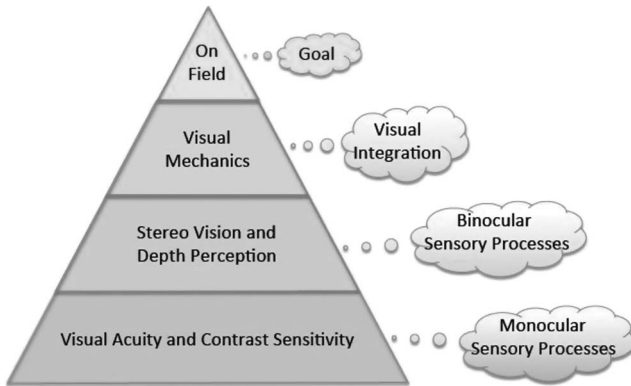 On
Field
Goal
Visual
Mechanics
Visual
Integration
Stereo Vision and
Depth Perception
Binocular
Sensory Processes
Visual Acuity and Contrast Sensitivity
Monocular
Sensory Processes